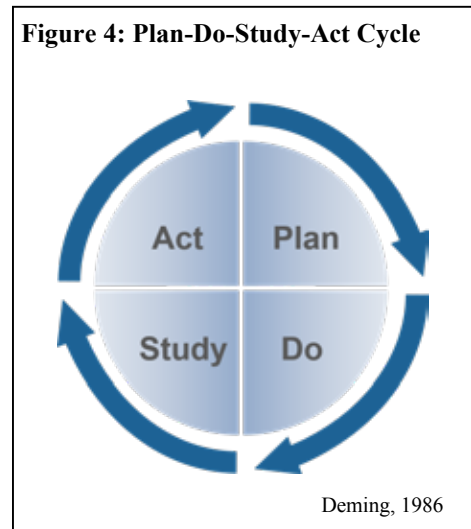 Figure 4: Plan-Do-Study-Act Cycle
Act
Plan
Study
Do
Deming, 1986